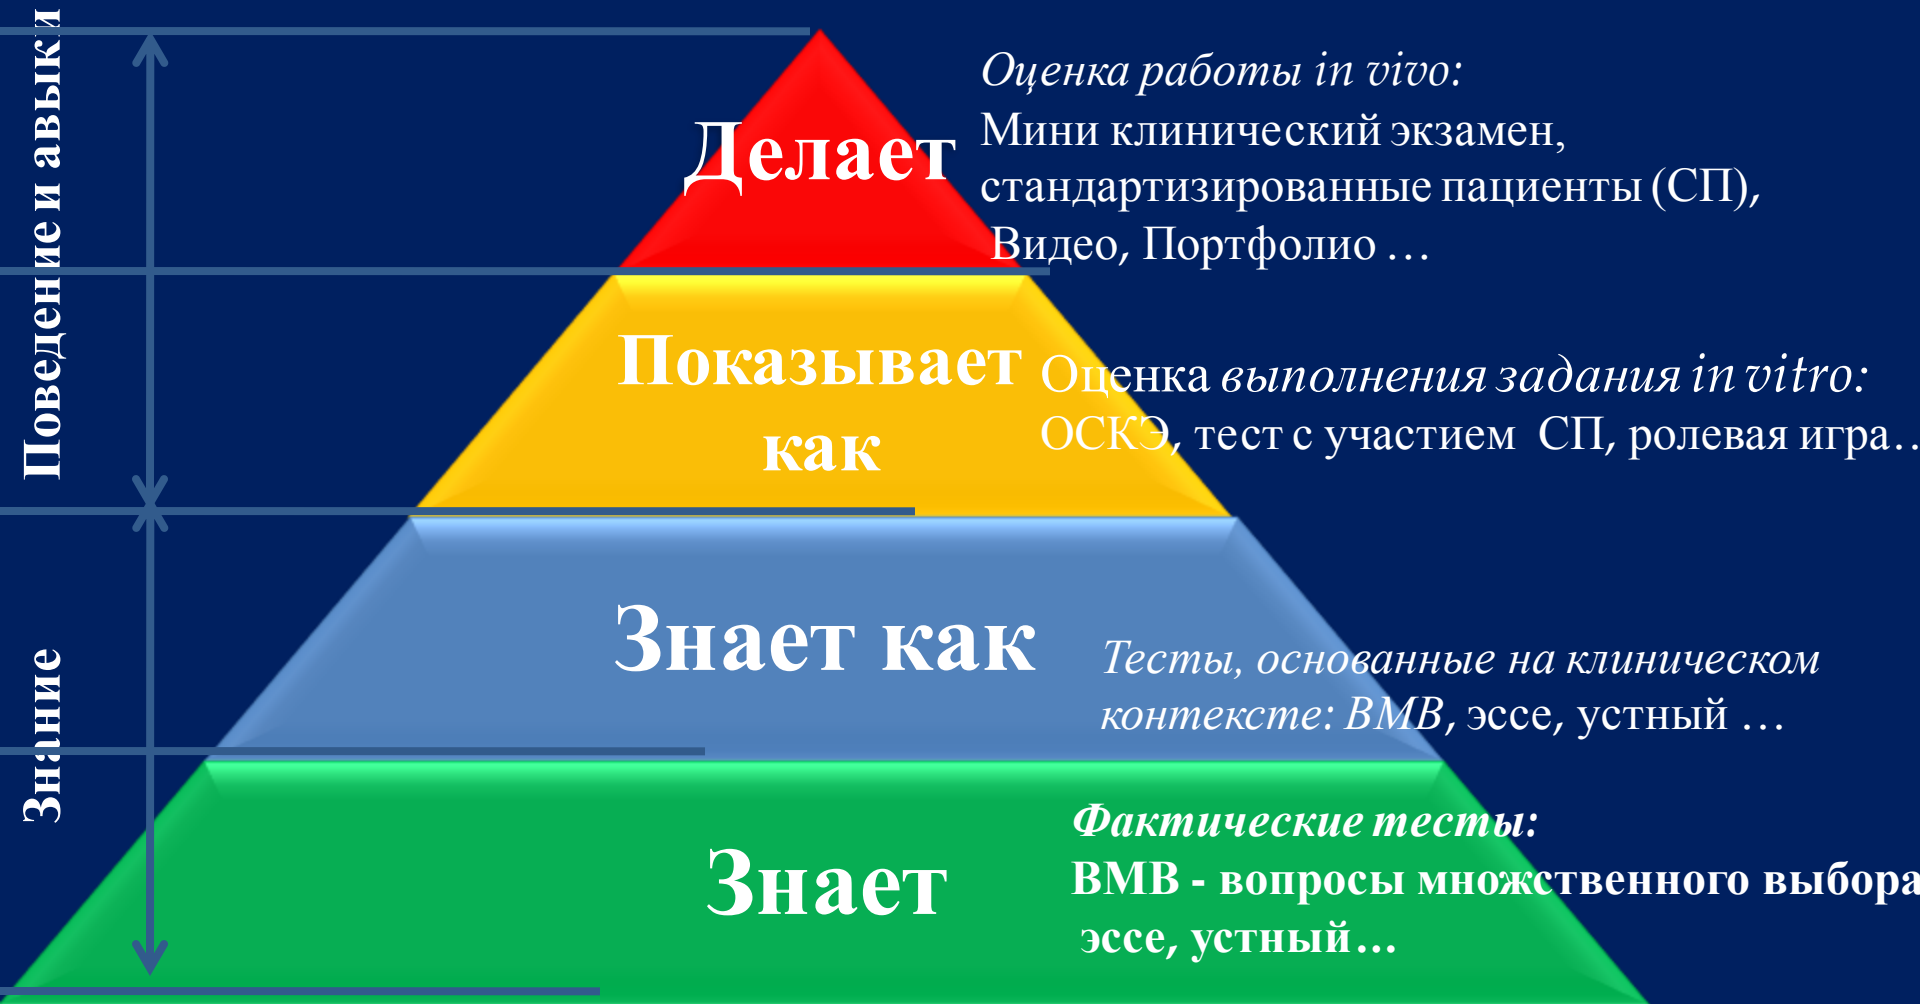 Поведение и авыки
Делает
Оценка работы in vivo:
Мини клинический экзамен,
стандартизированные пациенты (СП),
Видео, Портфолио …
Показывает
как
Оценка выполнения задания in vitro:
ОСКЭ, тест с участием СП, ролевая игра…
Знание
Знает как
Тесты, основанные на клиническом
контексте: ВМВ, эссе, устный …
Знает
Фактические тесты:
ВМВ - вопросы множственного выбора
эссе, устный…